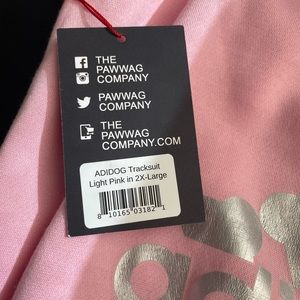 THE
PAWWAG
COMPANY
PAWWAG
COMPANY
THE
PAWWAG
COMPANY.COM
ADIDOG Tracksuit
Light Pink in 2X-Large
8 10165 03182 1